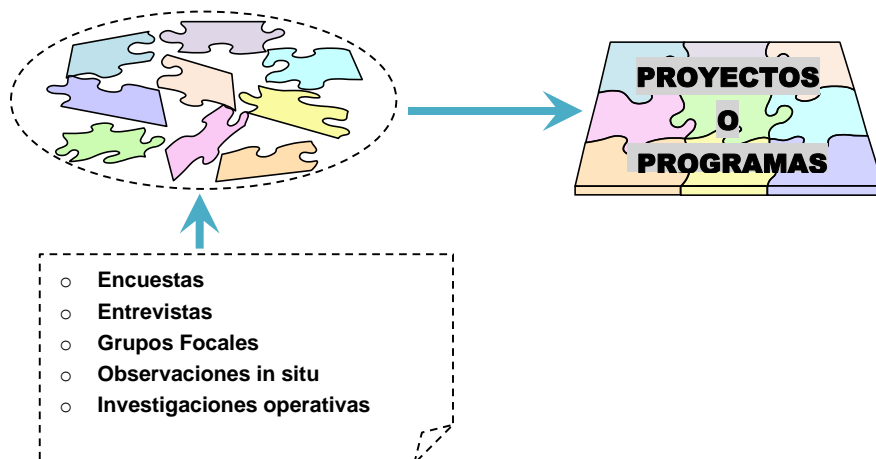 PROYECTOS
O
PROGRAMAS
o Encuestas
o Entrevistas
o Grupos Focales
o Observaciones in situ
o Investigaciones operativas